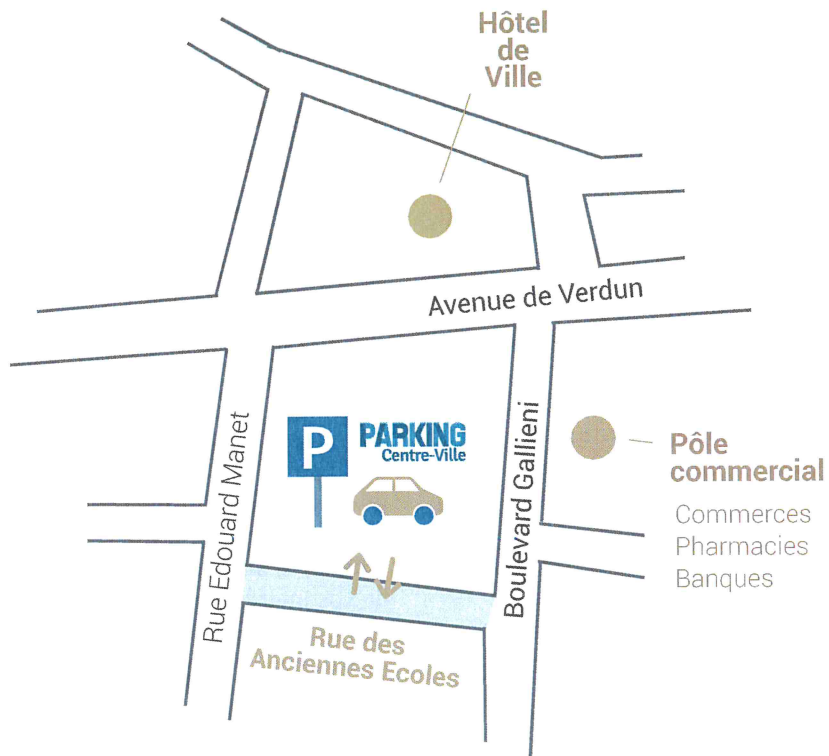 Hôtel
de
Ville
Avenue de Verdun
P
PARKING
Centre-Ville
Rue Edouard Manet
Boulevard Gallieni
Pôle
commercial
Commerces
Pharmacies
Banques
Rue des
Anciennes Ecoles